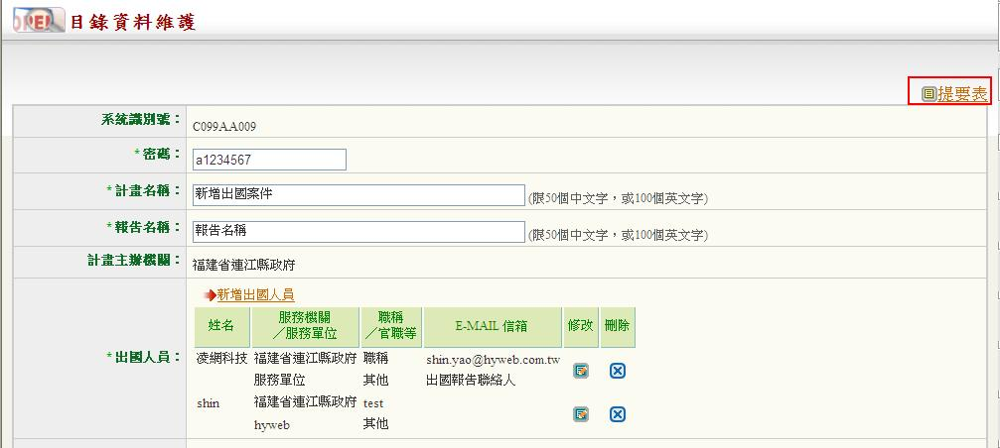 OPEN 目錄資料維護
提要表
系統識別號：
C099AA009
*密碼：
a1234567
*計畫名稱：
新增出國案件
(限50個中文字，或100個英文字)
*報告名稱：
報告名稱
(限50個中文字，或100個英文字)
計畫主辦機關：
福建省連江縣政府
*出國人員：
新增出國人員
姓名 服務機關 職稱 E-MAIL 信箱 修改 刪除
／服務單位 ／官職等
凌網科技 福建省連江縣政府 職稱 shin.yao@hyweb.com.tw
服務單位 其他 出國報告聯絡人
shin 福建省連江縣政府 test
hyweb 其他